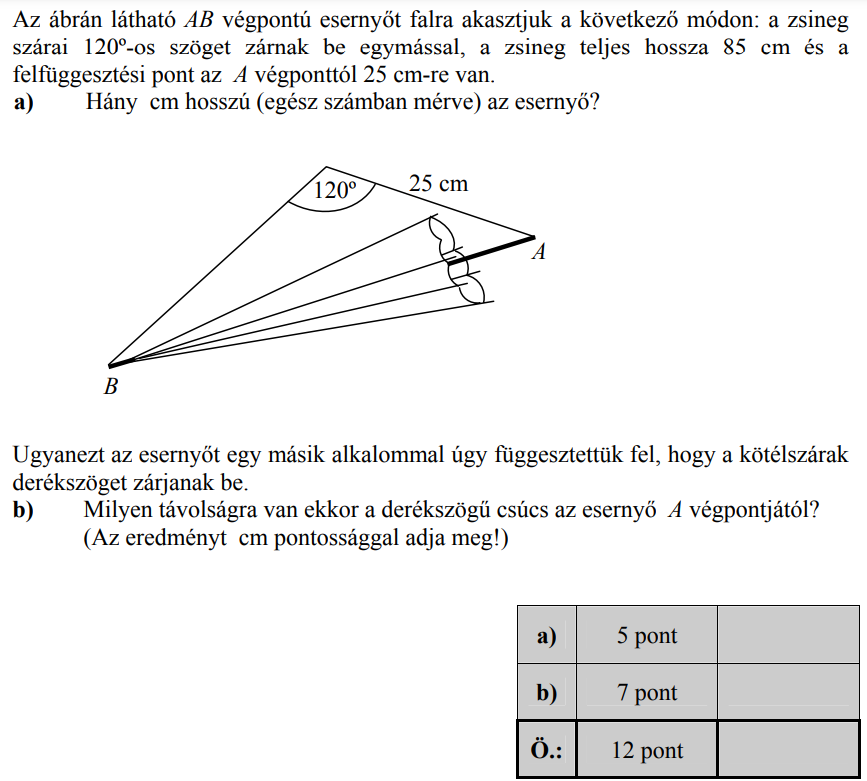 Az ábrán látható AB végpontú esernyőt falra akasztjuk a következő módon: a zsineg
szárai 120º-os szöget zárnak be egymással, a zsineg teljes hossza 85 cm és a
felfüggesztési pont az A végponttól 25 cm-re van.
a) Hány cm hosszú (egész számban mérve) az esernyő?
120º
25 cm
A
B
Ugyanezt az esernyőt egy másik alkalommal úgy függesztettük fel, hogy a kötélszárak
derékszöget zárjanak be.
b) Milyen távolságra van ekkor a derékszögű csúcs az esernyő A végpontjától?
(Az eredményt cm pontossággal adja meg!)
a) 5 pont
b) 7 pont
Ö.: 12 pont